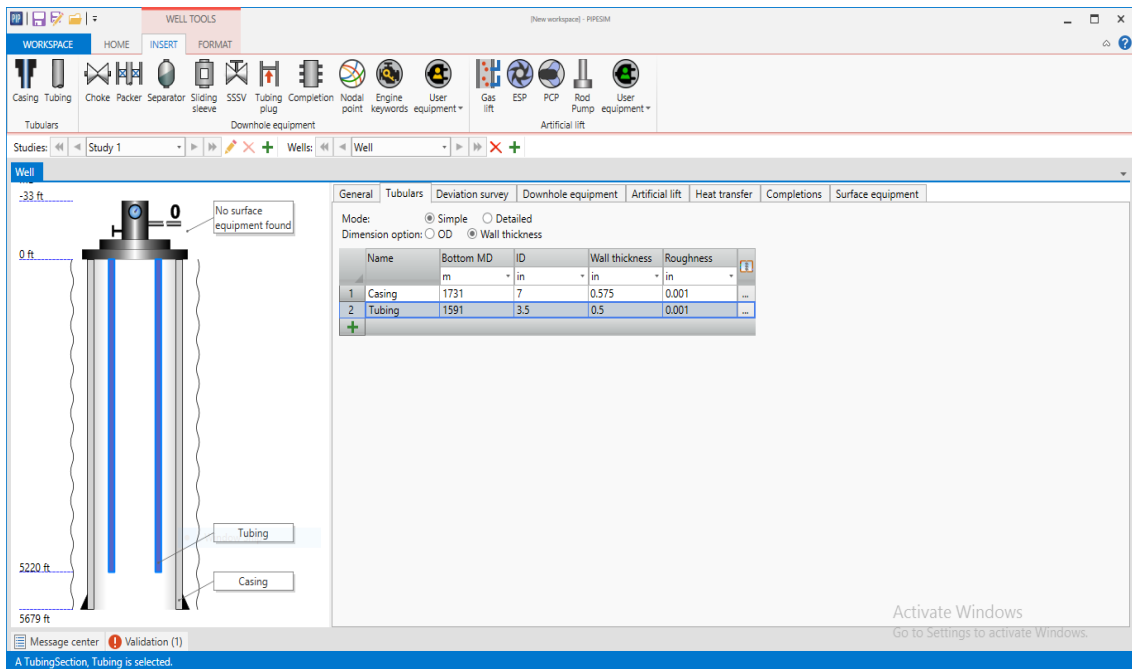 PIP
WELL TOOLS
[New workspace] - PIPESIM
WORKSPACE HOME INSERT FORMAT
Casing Tubing Choke Packer Separator Sliding sleeve SSSV Tubing plug Completion Nodal point Engine keywords User equipment Gas lift ESP PCP Rod Pump User equipment
Tubulars Downhole equipment Artificial lift
Studies: Study 1 Wells: Well
Well
-33 ft
No surface
equipment found
0
0 ft
Tubing
5220 ft
Casing
5679 ft
General Tubulars Deviation survey Downhole equipment Artificial lift Heat transfer Completions Surface equipment
Mode: Simple Detailed
Dimension option: OD Wall thickness
Name Bottom MD ID Wall thickness Roughness
m in in in
1 Casing 1731 7 0.575 0.001 ...
2 Tubing 1591 3.5 0.5 0.001 ...
Activate Windows
Go to Settings to activate Windows.
Message center Validation (1)
A TubingSection, Tubing is selected.